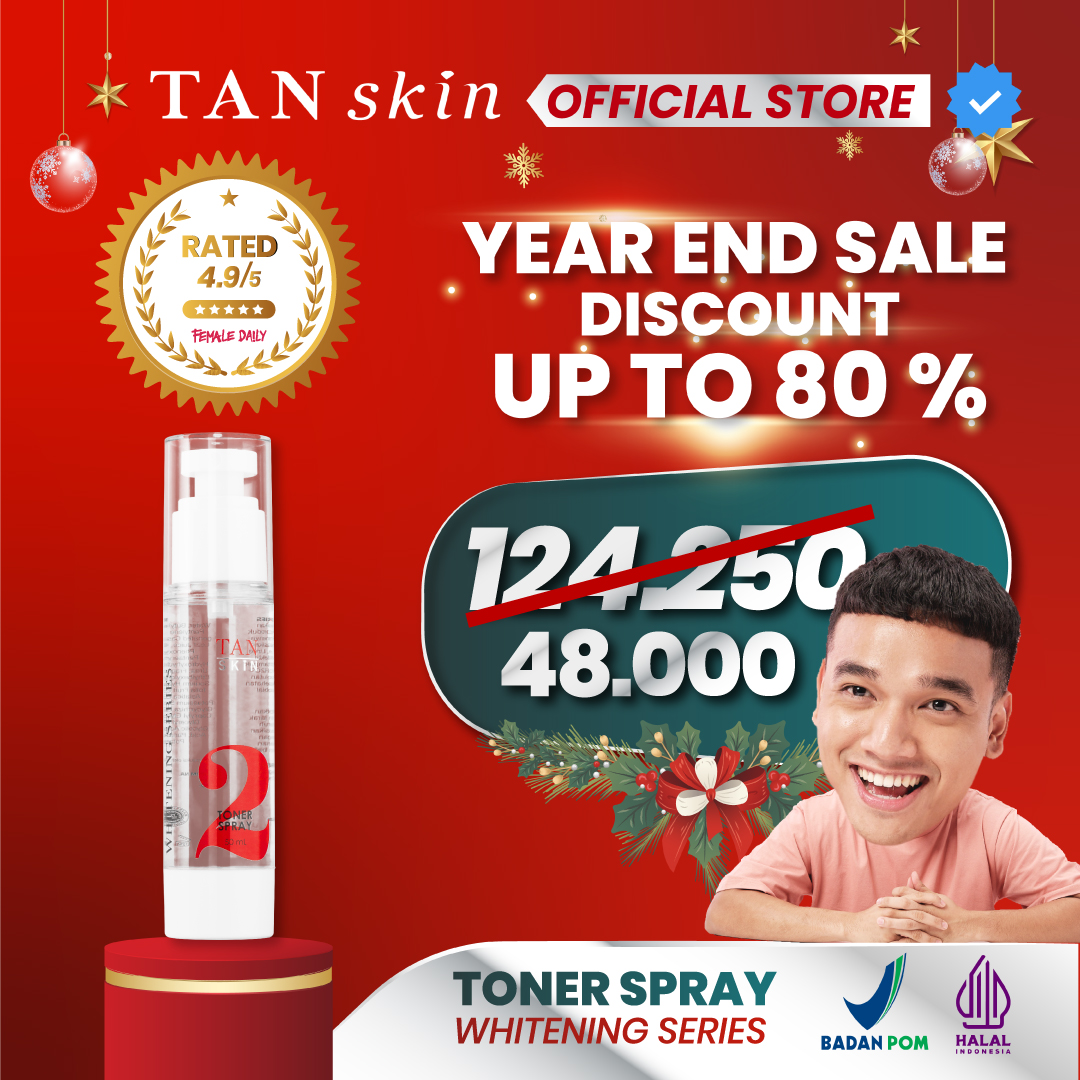 TAN skin OFFICIAL STORE
RATED
4.9/5
FEMALE DAILY
YEAR END SALE
DISCOUNT
UP TO 80 %
124.250
48.000
TAN
SKIN
WHITENING SERIES
2
TONER
SPRAY
TONER SPRAY
WHITENING SERIES
BADAN POM
HALAL
INDONESIA